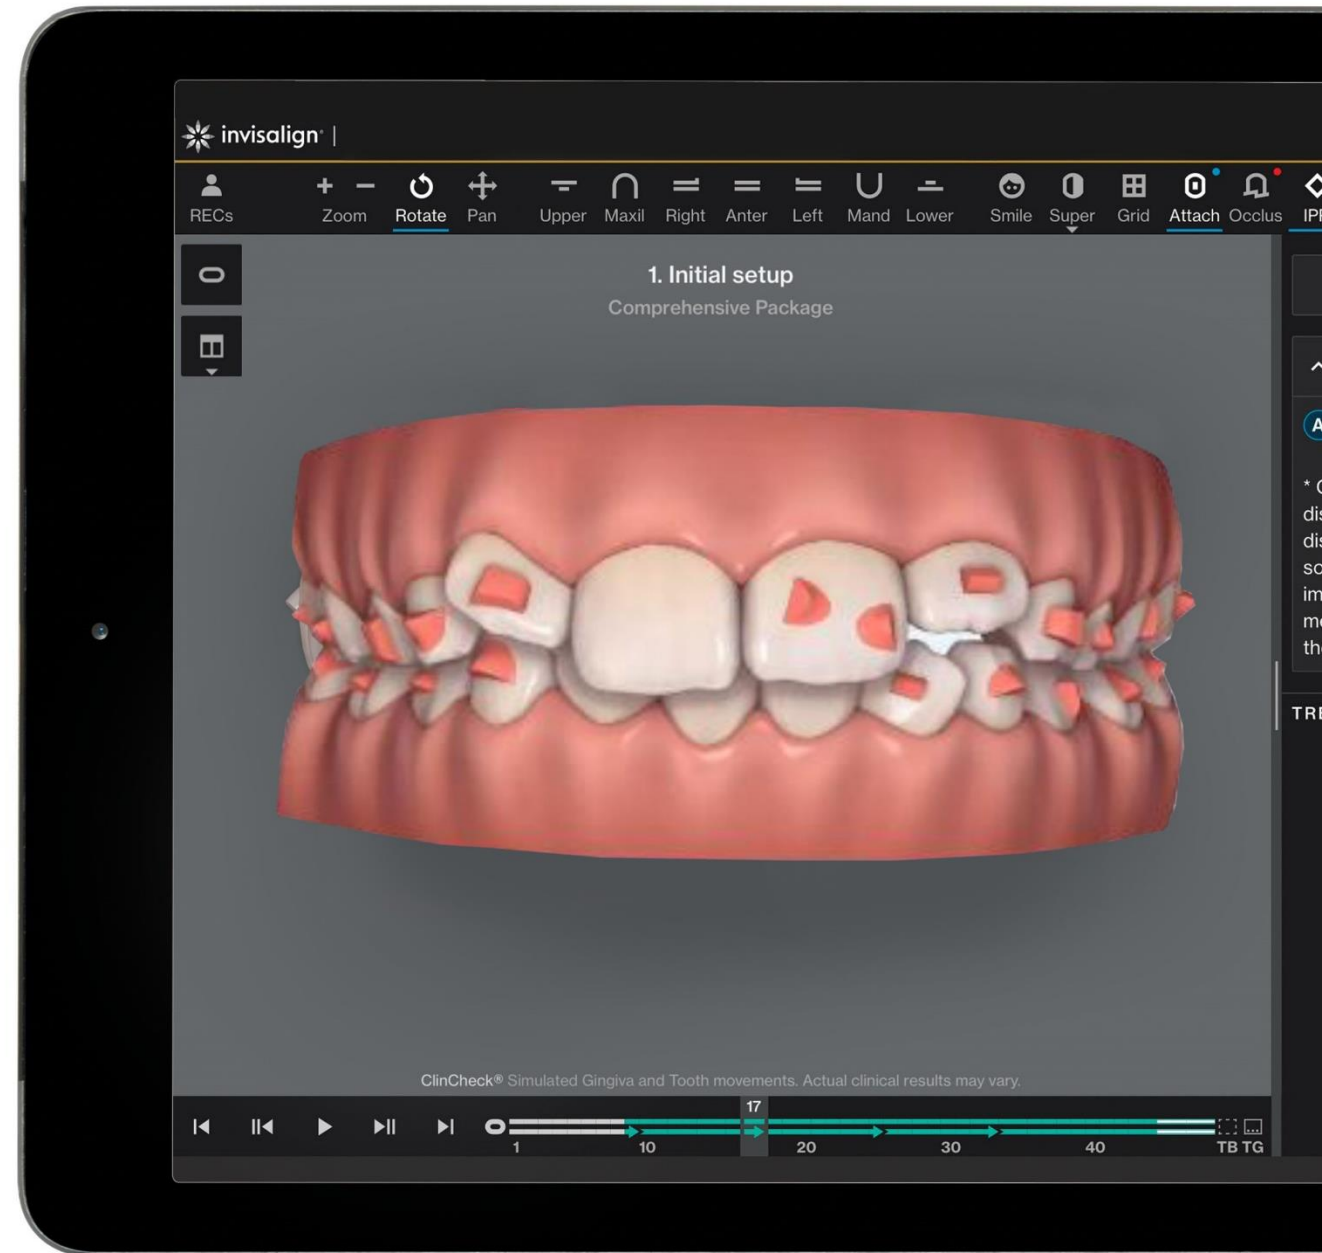 invisalign |
RECs Zoom Rotate Pan Upper Maxil Right Anter Left Mand Lower Smile Super Grid Attach Occlus
1. Initial setup
Comprehensive Package
A
*
TRE
ClinCheck® Simulated Gingiva and Tooth movements. Actual clinical results may vary.
17
1 10 20 30 40 TB TG